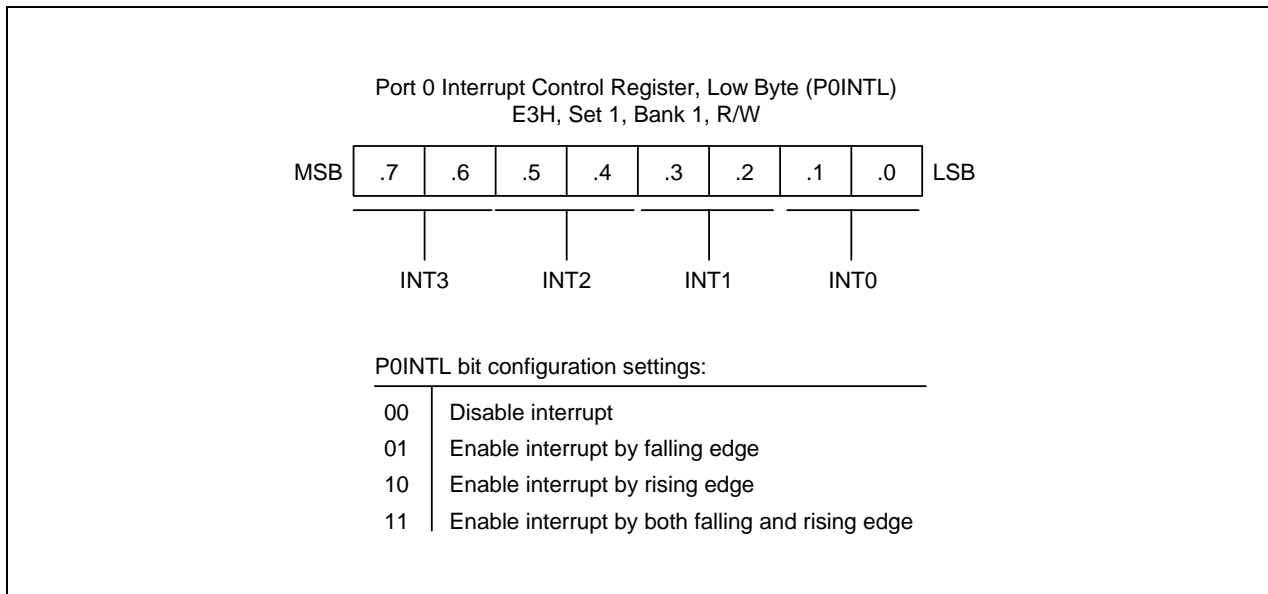 Port 0 Interrupt Control Register, Low Byte (P0INTL)
E3H, Set 1, Bank 1, R/W
MSB .7 .6 .5 .4 .3 .2 .1 .0 LSB
INT3 INT2 INT1 INT0
P0INTL bit configuration settings:
00 Disable interrupt
01 Enable interrupt by falling edge
10 Enable interrupt by rising edge
11 Enable interrupt by both falling and rising edge